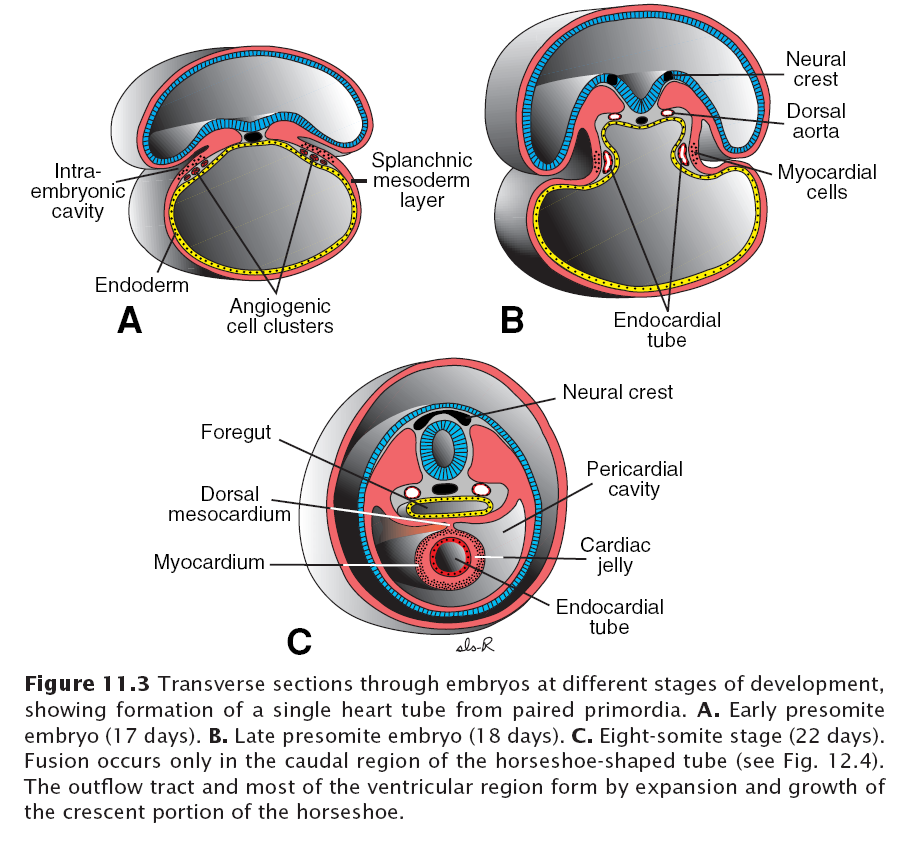 Neural
crest
Dorsal
aorta
Myocardial
cells
Intra-
embryonic
cavity
Splanchnic
mesoderm
layer
Endoderm
Angiogenic
cell clusters
A
B
Endocardial
tube
Neural crest
Foregut
Pericardial
cavity
Dorsal
mesocardium
Myocardium
Cardiac
jelly
Endocardial
tube
C
sls-R
Figure 11.3 Transverse sections through embryos at different stages of development,
showing formation of a single heart tube from paired primordia. A. Early presomite
embryo (17 days). B. Late presomite embryo (18 days). C. Eight-somite stage (22 days).
Fusion occurs only in the caudal region of the horseshoe-shaped tube (see Fig. 12.4).
The outflow tract and most of the ventricular region form by expansion and growth of
the crescent portion of the horseshoe.